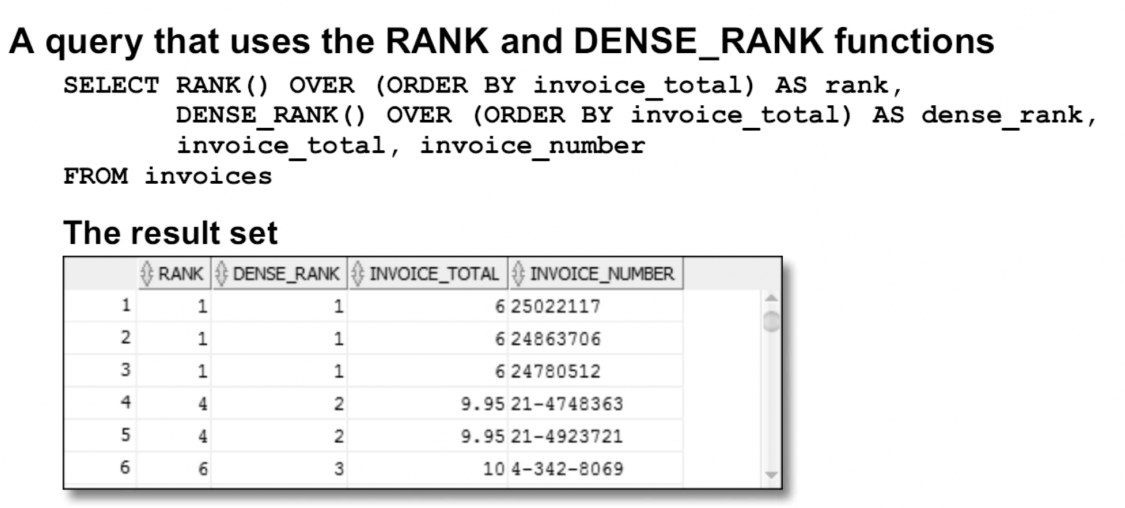 A query that uses the RANK and DENSE_RANK functions
SELECT RANK() OVER (ORDER BY invoice_total) AS rank,
DENSE_RANK() OVER (ORDER BY invoice_total) AS dense_rank,
invoice_total, invoice_number
FROM invoices
The result set
RANK DENSE_RANK INVOICE_TOTAL INVOICE_NUMBER
1 1 1 6 25022117
2 1 1 6 24863706
3 1 1 6 24780512
4 4 2 9.95 21-4748363
5 4 2 9.95 21-4923721
6 6 3 10 4-342-8069